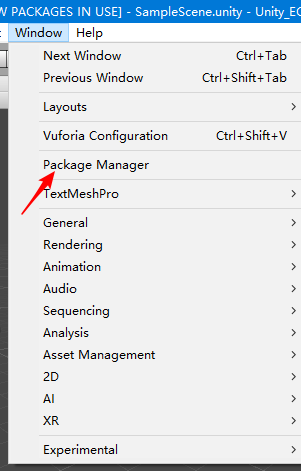 W PACKAGES IN USE] - SampleScene.unity - Unity_EC
Window Help
Next Window Ctrl+Tab
Previous Window Ctrl+Shift+Tab
Layouts
Vuforia Configuration Ctrl+Shift+V
Package Manager
TextMeshPro
General
Rendering
Animation
Audio
Sequencing
Analysis
Asset Management
2D
AI
XR
Experimental